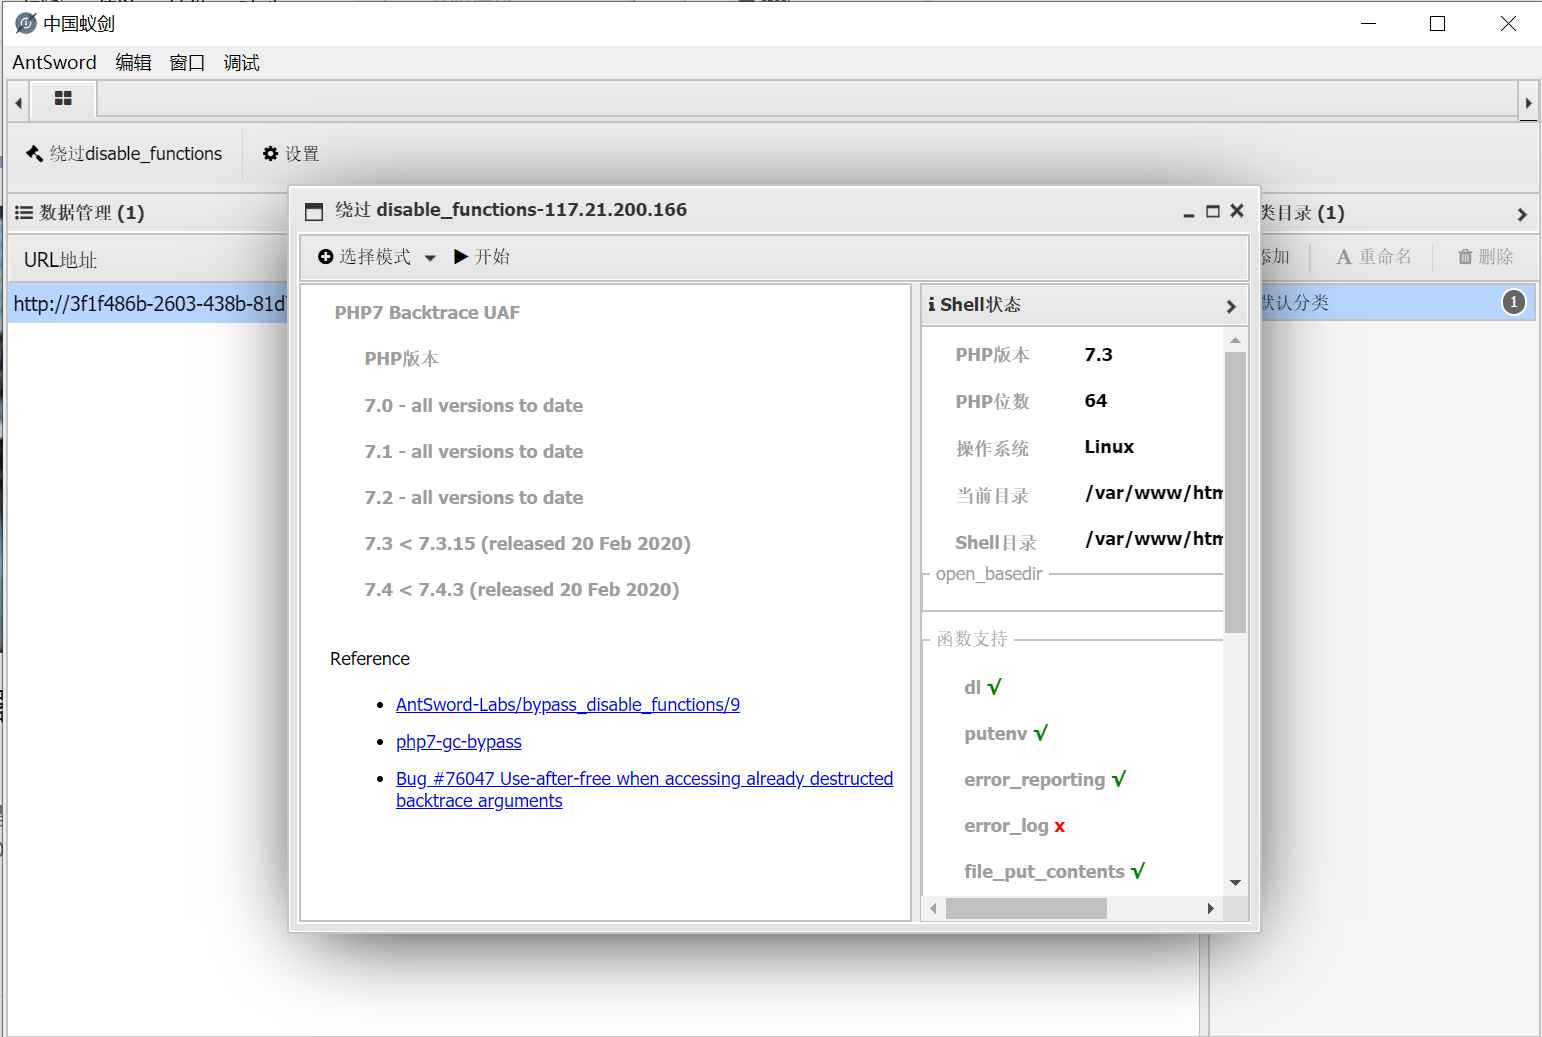 中国蚁剑
AntSword 编辑 窗口 调试
绕过disable_functions 设置
数据管理 (1)
URL地址
http://3f1f486b-2603-438b-81d
绕过 disable_functions-117.21.200.166
选择模式 开始
PHP7 Backtrace UAF
PHP版本
7.0 - all versions to date
7.1 - all versions to date
7.2 - all versions to date
7.3 < 7.3.15 (released 20 Feb 2020)
7.4 < 7.4.3 (released 20 Feb 2020)
Reference
AntSword-Labs/bypass_disable_functions/9
php7-gc-bypass
Bug #76047 Use-after-free when accessing already destructed
backtrace arguments
Shell状态
PHP版本 7.3
PHP位数 64
操作系统 Linux
当前目录 /var/www/htm
Shell目录 /var/www/htm
open_basedir
函数支持
dl √
putenv √
error_reporting √
error_log x
file_put_contents √
类目录 (1)
添加 重命名 删除
默认分类 1